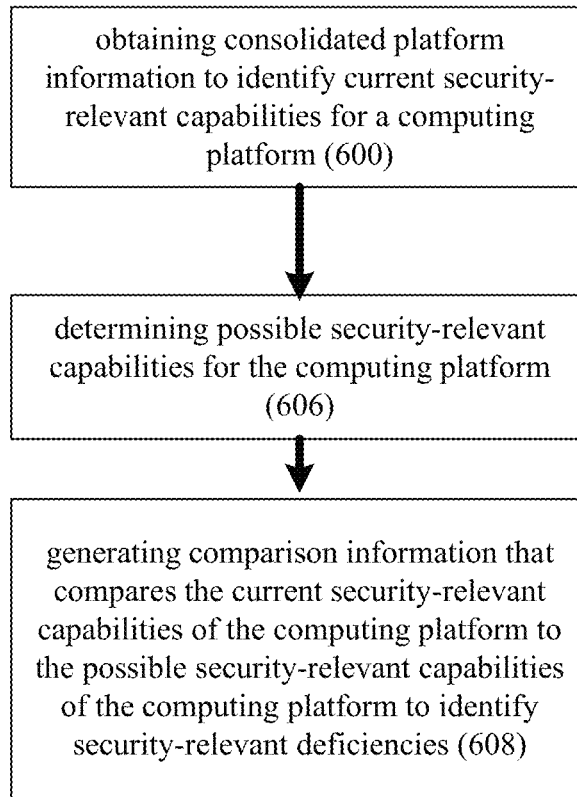 obtaining consolidated platform
information to identify current security-
relevant capabilities for a computing
platform (600)
determining possible security-relevant
capabilities for the computing platform
(606)
generating comparison information that
compares the current security-relevant
capabilities of the computing platform to
the possible security-relevant capabilities
of the computing platform to identify
security-relevant deficiencies (608)